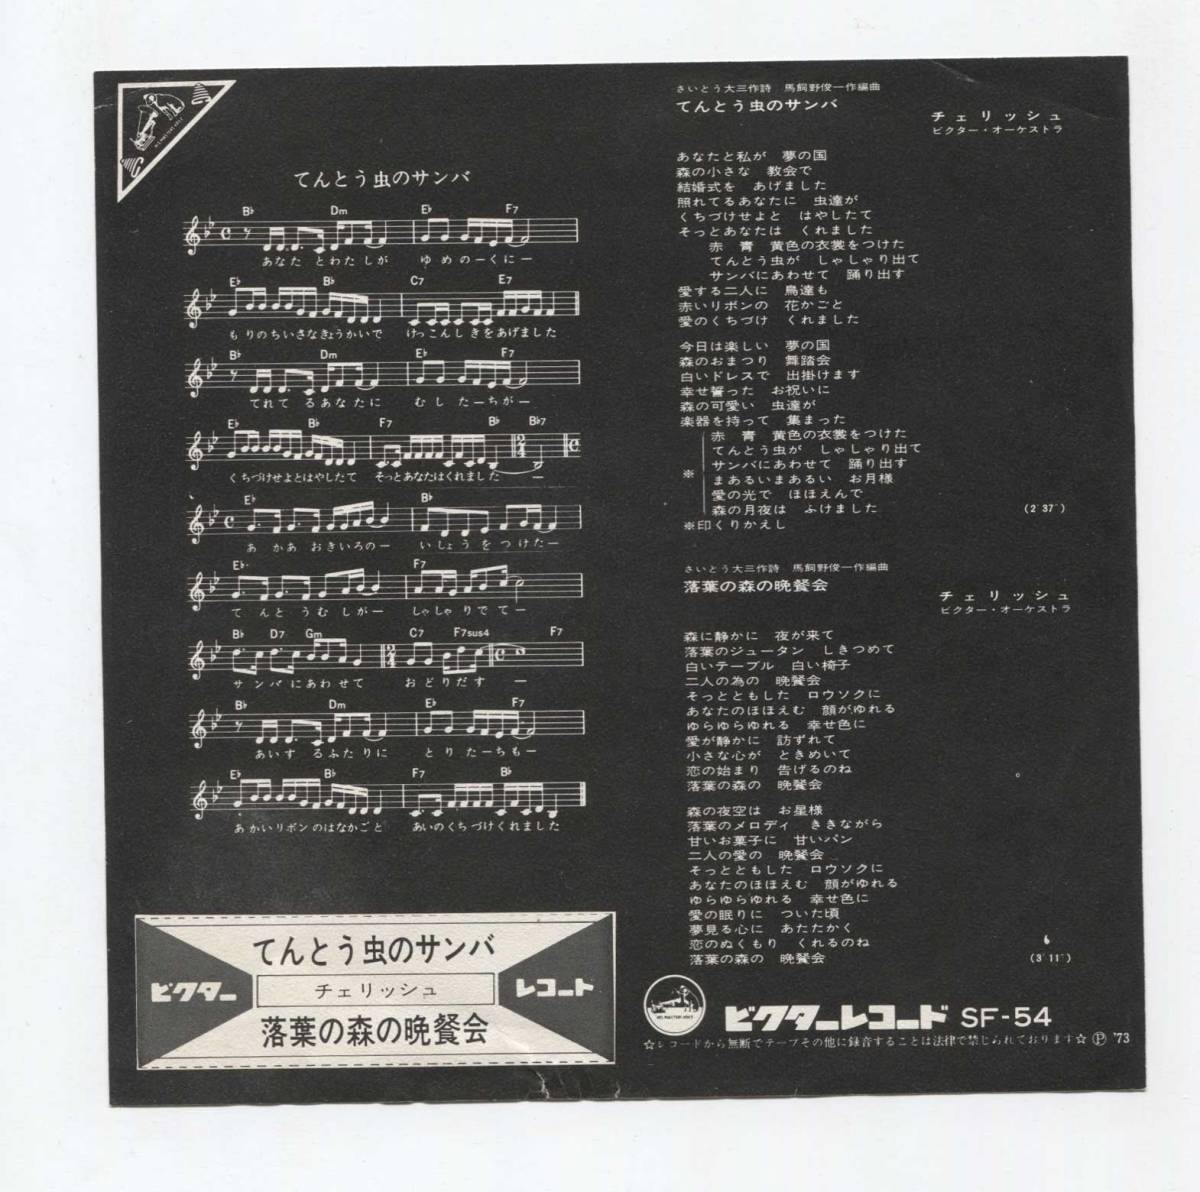 てんとう虫のサンバ
B♭ Dm E♭ F7
あなた とわたしが ゆめのーくにー
E♭ B♭ C7 E7
もりのちいさなきょうかいで けっこんしきをあげました
B♭ Dm E♭ F7
てれて るあなたに むした ーちがー
E♭ B♭ F7 B♭ B♭7
くちづけせよとはやしたて そっとあなたはくれました ー
E♭ B♭
あ かあ おきいろのー いしょう をつけたー
E♭ F7
て んと うむしがー しゃしゃ りでてー
B♭ D7 Gm C7 F7sus4 F7
サンバ にあわせて おどりだす ー
B♭ Dm E♭ F7
あいす るふたりに とりた ーちもー
E♭ B♭ F7 B♭
あかいリボンのはなかごと あいのくちづけくれました
てんとう虫のサンバ
ビクター チェリッシュ レコード
落葉の森の晩餐会
さいとう大三作詩 馬飼野俊一作編曲
てんとう虫のサンバ
チェリッシュ
ビクター・オーケストラ
あなたと私が 夢の国
森の小さな 教会で
結婚式を あげました
照れてるあなたに 虫達が
くちづけせよと はやしたて
そっとあなたは くれました
赤 青 黄色の衣裳をつけた
てんとう虫が しゃしゃり出て
サンバにあわせて 踊り出す
愛する二人に 鳥達も
赤いリボンの 花かごと
愛のくちづけ くれました
今日は楽しい 夢の国
森のおまつり 舞踏会
白いドレスで 出掛けます
幸せ誓った お祝いに
森の可愛い 虫達が
楽器を持って 集まった
赤 青 黄色の衣裳をつけた
てんとう虫が しゃしゃり出て
サンバにあわせて 踊り出す
※ まあるいまあるい お月様
愛の光で ほほえんで
森の月夜は ふけました
(2′37″)
※印くりかえし
さいとう大三作詩 馬飼野俊一作編曲
落葉の森の晩餐会
チェリッシュ
ビクター・オーケストラ
森に静かに 夜が来て
落葉のジュータン しきつめて
白いテーブル 白い椅子
二人の為の 晩餐会
そっとともした ロウソクに
あなたのほほえむ 顔がゆれる
ゆらゆらゆれる 幸せ色に
愛が静かに 訪ずれて
小さな心が ときめいて
恋の始まり 告げるのね
落葉の森の 晩餐会
森の夜空は お星様
落葉のメロディ ききながら
甘いお菓子に 甘いパン
二人の愛の 晩餐会
そっとともした ロウソクに
あなたのほほえむ 顔がゆれる
ゆらゆらゆれる 幸せ色に
愛の眠りに ついた頃
夢見る心に あたたかく
恋のぬくもり くれるのね
落葉の森の 晩餐会
(3′11″)
ビクターレコード SF-54
☆レコードから無断でテープその他に録音することは法律で禁じられております☆ Ⓟ '73